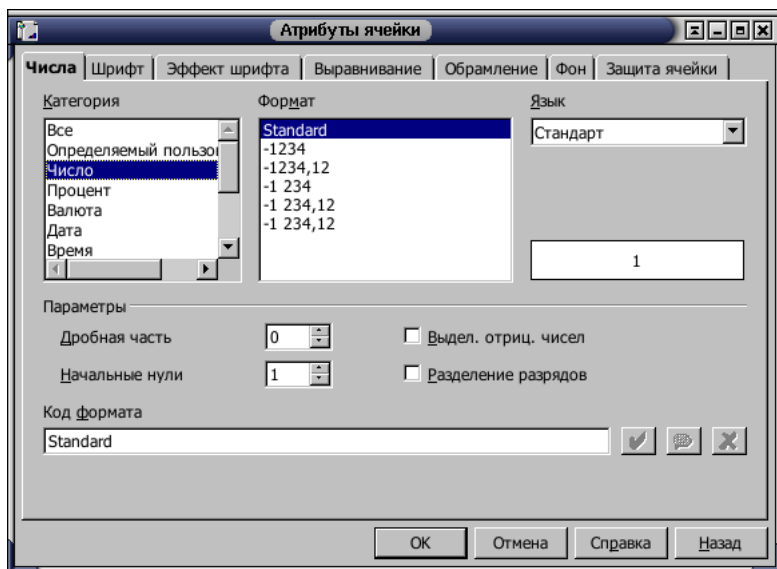 Атрибуты ячейки
Числа Шрифт Эффект шрифта Выравнивание Обрамление Фон Защита ячейки
Категория
Все
Определяемый пользо
Число
Процент
Валюта
Дата
Время
Формат
Standard
-1234
-1234,12
-1 234
-1 234,12
-1 234,12
Язык
Стандарт
1
Параметры
Дробная часть 0
Выдел. отриц. чисел
Начальные нули 1
Разделение разрядов
Код формата
Standard
OK Отмена Справка Назад